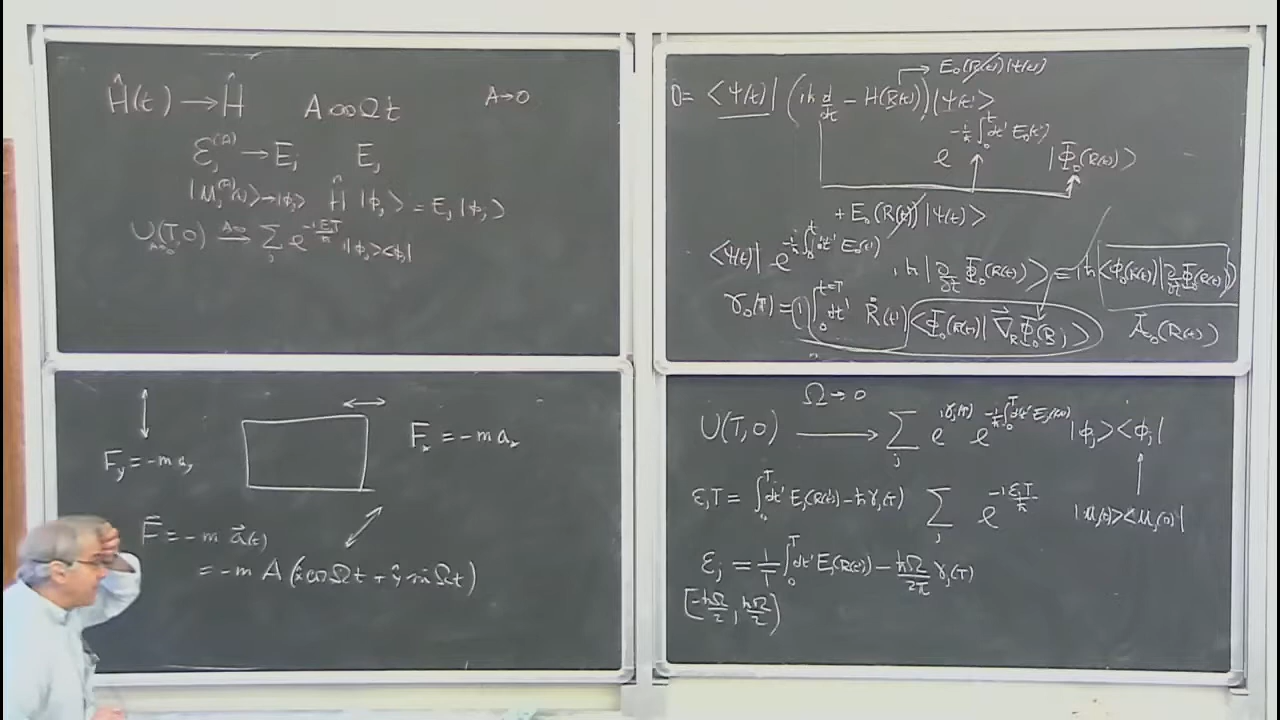 Ĥ(t) → Ĥ A cos Ωt A→0
ε_j^(A) → E_j E_j
|u_j^(A)(t)> → |ϕ_j> Ĥ |ϕ_j> = E_j |ϕ_j>
U(T,0) →^(A→0) Σ_j e^(-i E_j T/ħ) |ϕ_j><ϕ_j|
F_x = -m a_x
F_y = -m a_y
F⃗ = -m a⃗(t)
= -m A (x̂ cos Ωt + ŷ sin Ωt)
→ E_0(R(t)) |Ψ(t)>
0 = <Ψ(t)| (iħ d/dt - H(R(t))) |Ψ(t)>
e^(-i/ħ ∫_0^t dt' E_0(t')) |Φ_0(R(t))>
+ E_0(R(t)) |Ψ(t)>
<Ψ(t)| e^(-i/ħ ∫_0^t dt' E_0(t')) iħ |∂/∂t Φ_0(R(t))> = iħ <Φ_0(R(t))| ∂/∂t Φ_0(R(t))>
γ_0(T) = i ∫_0^(t=T) dt' Ṙ(t') <Φ_0(R(t))| ∇⃗_R Φ_0(R)> A⃗_0(R(t))
U(T,0) →^(Ω→0) Σ_j e^(iγ_j(T)) e^(-i/ħ ∫_0^T dt' E_j(R(t'))) |ϕ_j><ϕ_j|
ε_j T = ∫_0^T dt' E_j(R(t')) - ħγ_j(T) Σ_j e^(-i ε_j T/ħ) |u_j(t)><u_j(0)|
ε_j = 1/T ∫_0^T dt' E_j(R(t')) - ħΩ/2π γ_j(T)
[-ħΩ/2, ħΩ/2)